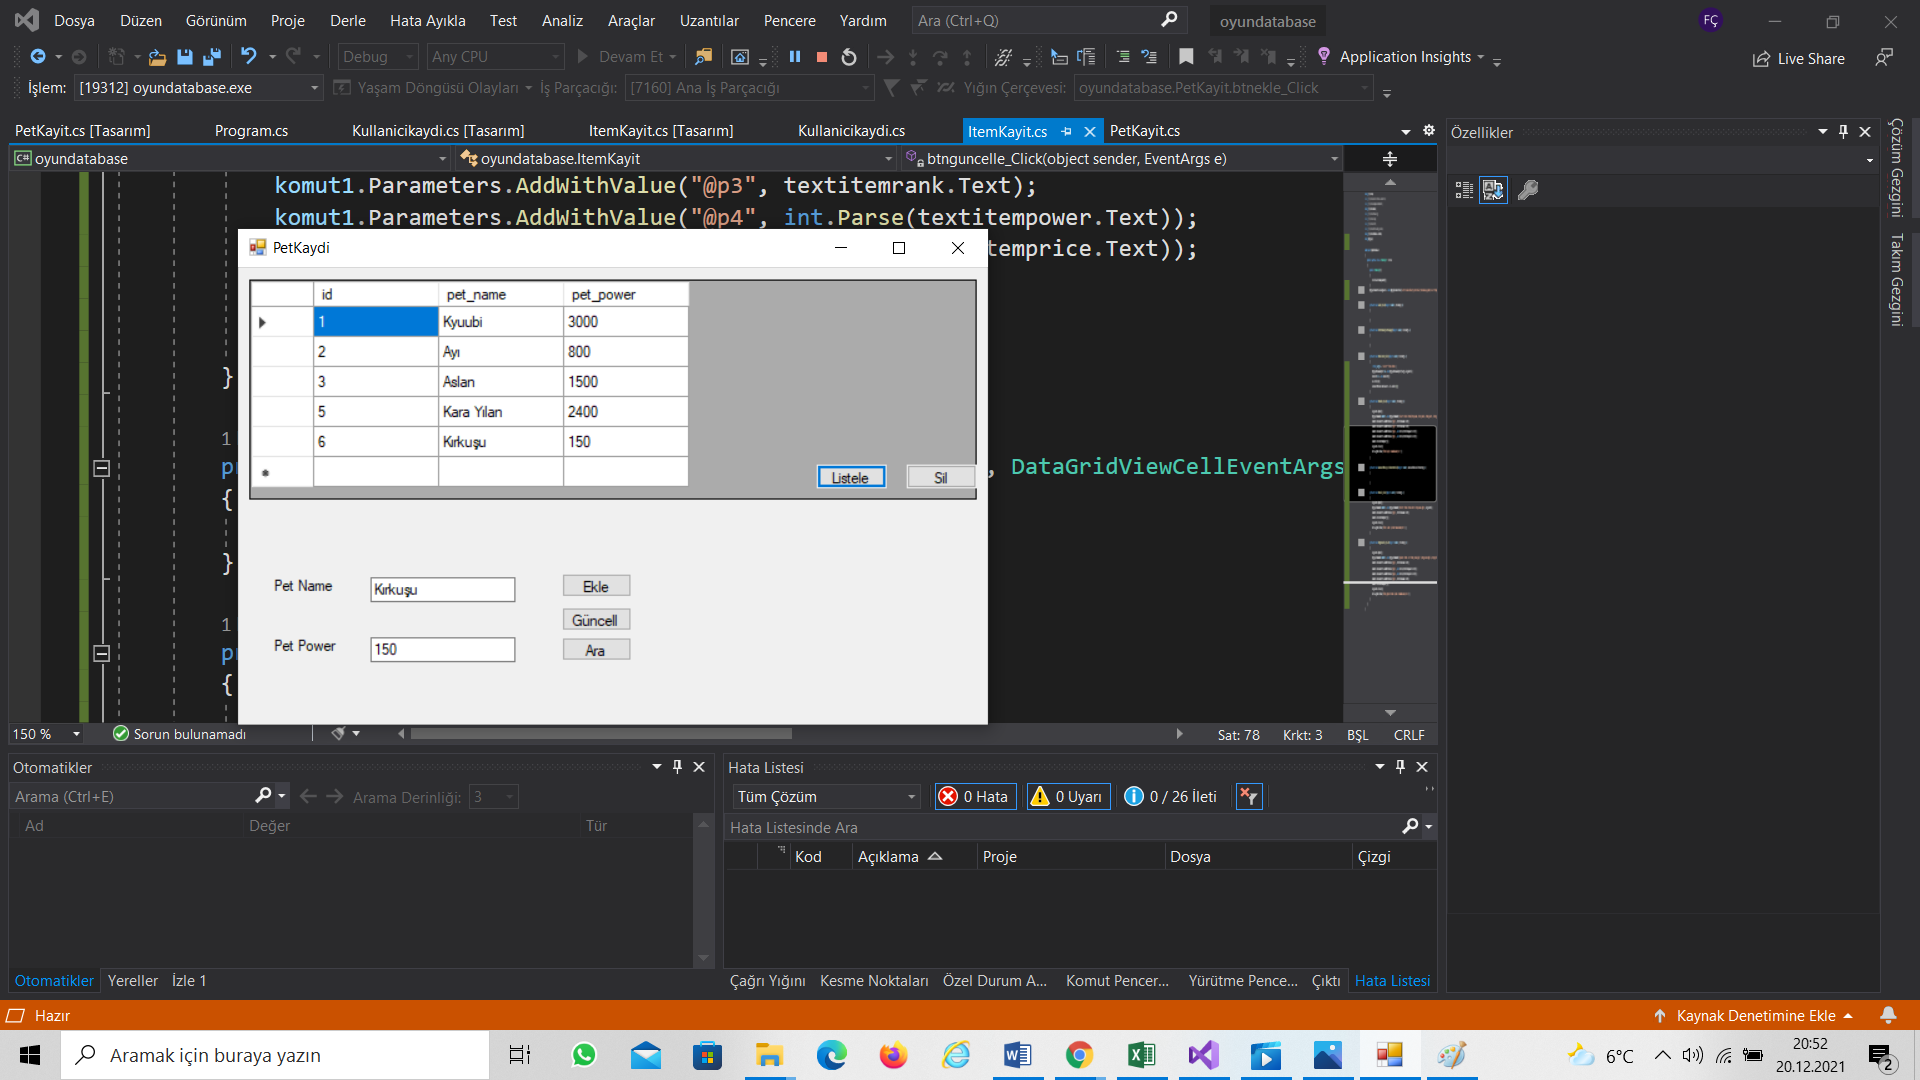 Dosya Düzen Görünüm Proje Derle Hata Ayıkla Test Analiz Araçlar Uzantılar Pencere Yardım Ara (Ctrl+Q) oyundatabase FÇ
Debug Any CPU Devam Et Application Insights Live Share
İşlem: [19312] oyundatabase.exe Yaşam Döngüsü Olayları İş Parçacığı: [7160] Ana İş Parçacığı Yığın Çerçevesi: oyundatabase.PetKayit.btnekle_Click
PetKayit.cs [Tasarım] Program.cs Kullanicikaydi.cs [Tasarım] ItemKayit.cs [Tasarım] Kullanicikaydi.cs ItemKayit.cs PetKayit.cs
C# oyundatabase oyundatabase.ItemKayit btnguncelle_Click(object sender, EventArgs e)
komut1.Parameters.AddWithValue("@p3", textitemrank.Text);
komut1.Parameters.AddWithValue("@p4", int.Parse(textitempower.Text));
temprice.Text));
}
1
pr
, DataGridViewCellEventArgs
{
}
1
pr
{
PetKaydi
id pet_name pet_power
1 Kyuubi 3000
2 Ayı 800
3 Aslan 1500
5 Kara Yılan 2400
6 Kırkuşu 150
*
Listele Sil
Pet Name Kırkuşu Ekle
Güncell
Pet Power 150 Ara
150 % Sorun bulunamadı Sat: 78 Krkt: 3 BŞL CRLF
Otomatikler
Arama (Ctrl+E) Arama Derinliği: 3
Ad Değer Tür
Otomatikler Yereller İzle 1
Hata Listesi
Tüm Çözüm 0 Hata 0 Uyarı 0 / 26 İleti
Hata Listesinde Ara
Kod Açıklama Proje Dosya Çizgi
Çağrı Yığını Kesme Noktaları Özel Durum A... Komut Pencer... Yürütme Pence... Çıktı Hata Listesi
Özellikler
Çözüm Gezgini
Takım Gezgini
Hazır Kaynak Denetimine Ekle
Aramak için buraya yazın 6°C 20:52
20.12.2021 2